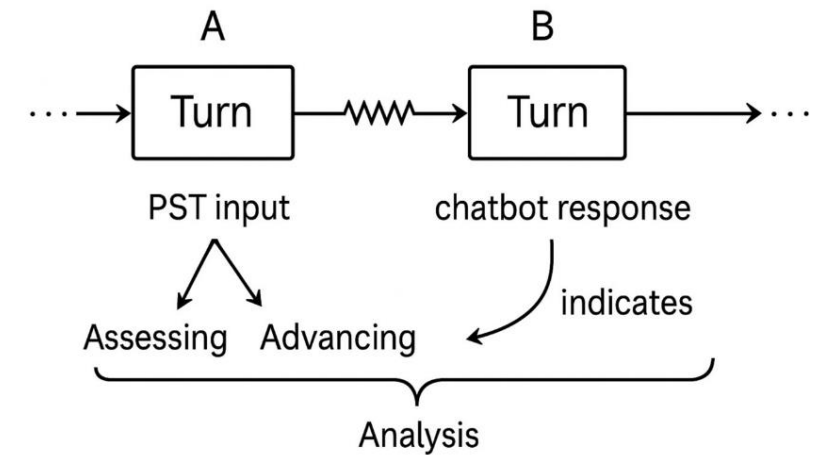 A B
... Turn Turn ...
PST input chatbot response
indicates
Assessing Advancing
Analysis